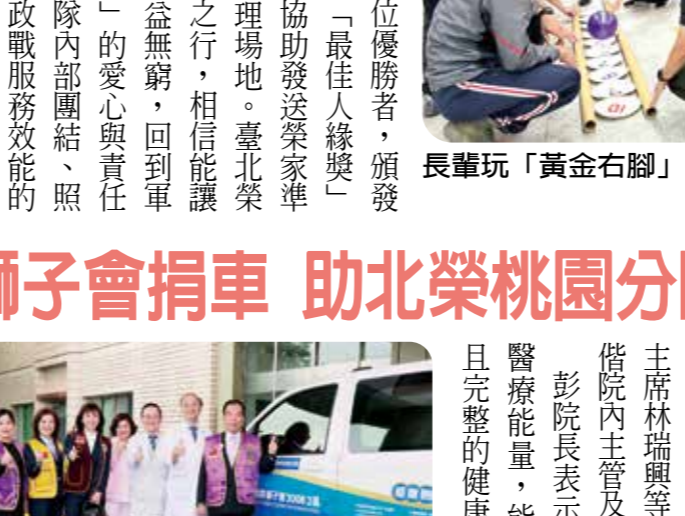 長輩玩「黃金右腳」
位優勝者，頒發
「最佳人緣獎」
協助發送榮家準
理場地。臺北榮
之行，相信能讓
益無窮，回到軍
」的愛心與責任
隊內部團結、照
政戰服務效能的
子會捐車 助北榮桃園分
主席林瑞興等
偕院內主管及
彭院長表示
醫療能量，能
且完整的健康